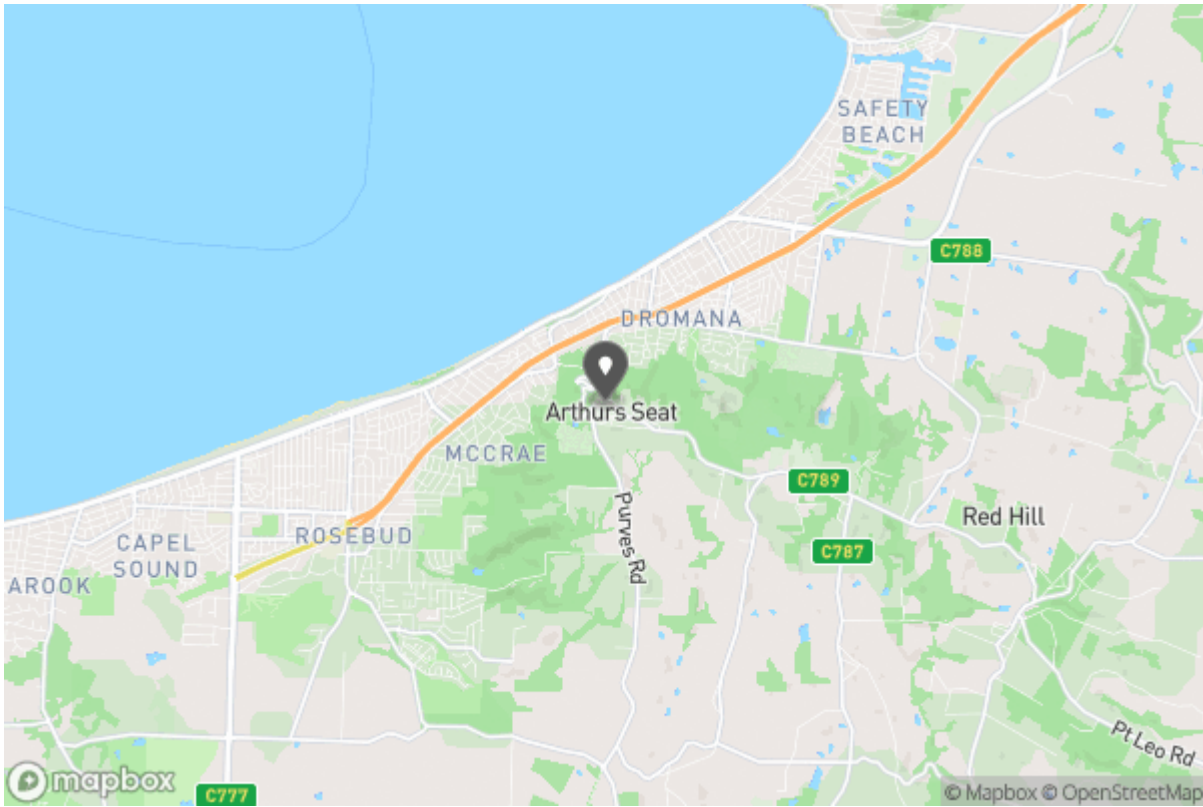 SAFETY
BEACH
C788
DROMANA
Arthurs Seat
MCCRAE
C789
Purves Rd
Red Hill
ROSEBUD
CAPEL
SOUND
C787
AROOK
Pt Leo Rd
mapbox
C777
© Mapbox © OpenStreetMap